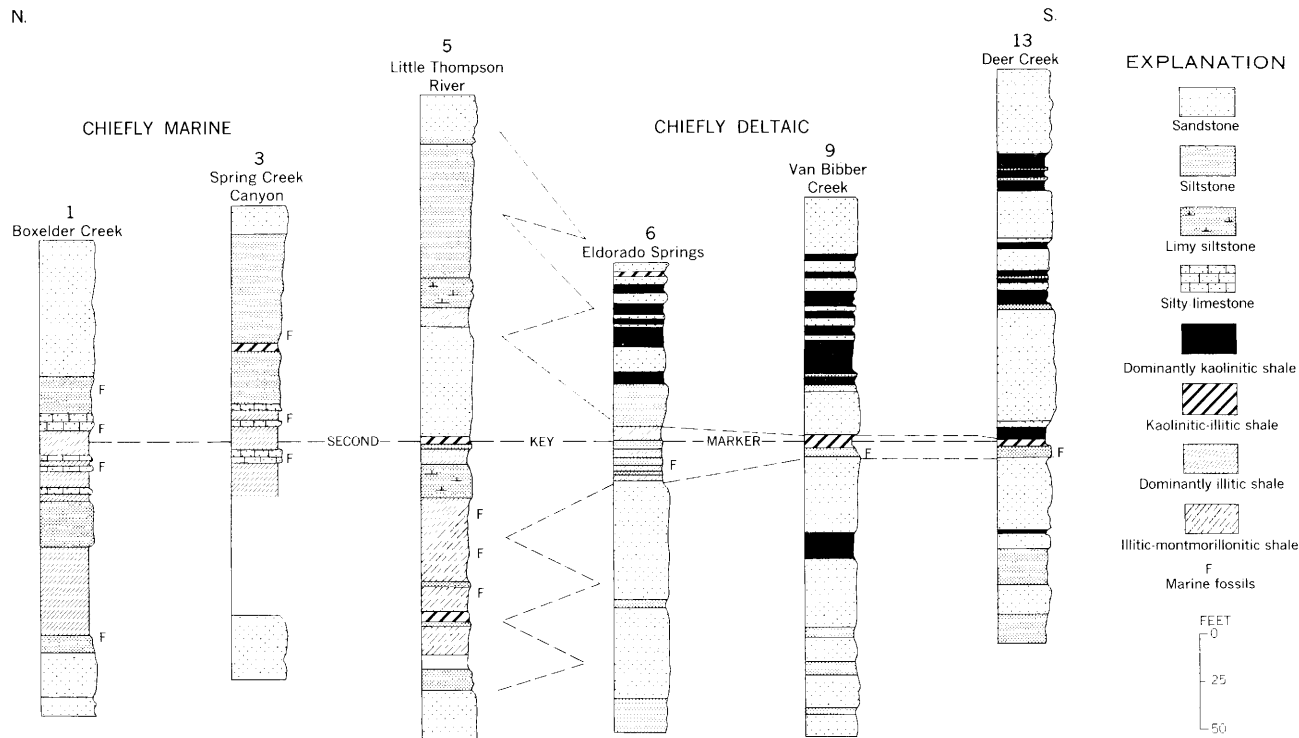 N.
S.
5
Little Thompson
River
13
Deer Creek
EXPLANATION
CHIEFLY MARINE
CHIEFLY DELTAIC
3
Spring Creek
Canyon
9
Van Bibber
Creek
1
Boxelder Creek
6
Eldorado Springs
Sandstone
Siltstone
Limy siltstone
Silty limestone
Dominantly kaolinitic shale
Kaolinitic-illitic shale
Dominantly illitic shale
Illitic-montmorillonitic shale
F
Marine fossils
FEET
0
25
50
F
F
F
F
F
F
SECOND KEY MARKER
F
F
F
F
F
F
F